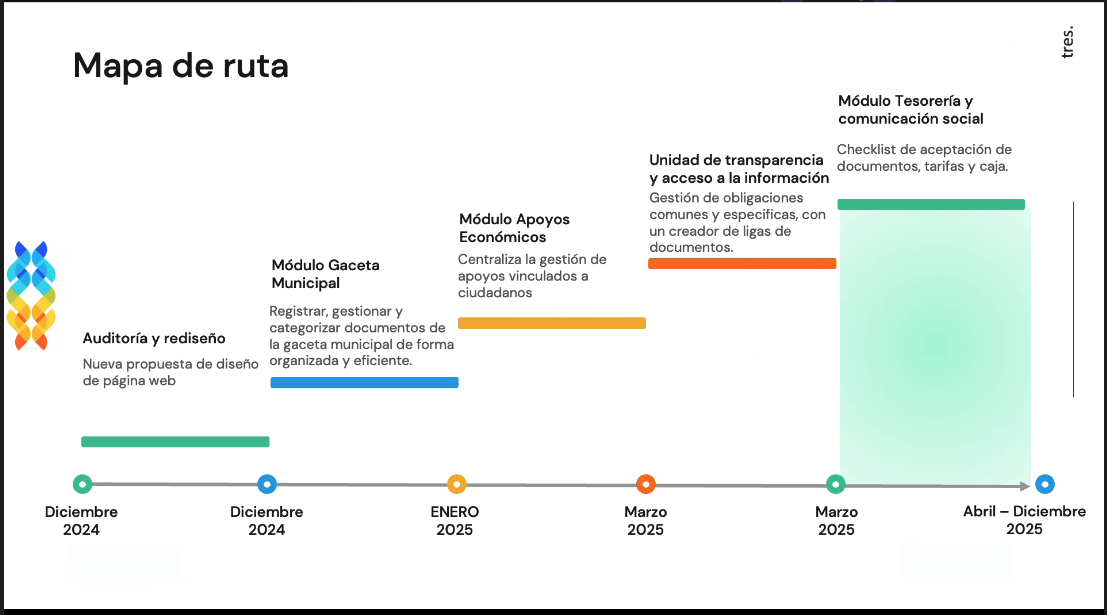 Mapa de ruta
tres.
Auditoría y rediseño
Nueva propuesta de diseño
de página web
Módulo Gaceta
Municipal
Registrar, gestionar y
categorizar documentos de
la gaceta municipal de forma
organizada y eficiente.
Módulo Apoyos
Económicos
Centraliza la gestión de
apoyos vinculados a
ciudadanos
Unidad de transparencia
y acceso a la información
Gestión de obligaciones
comunes y especificas, con
un creador de ligas de
documentos.
Módulo Tesorería y
comunicación social
Checklist de aceptación de
documentos, tarifas y caja.
Diciembre
2024
Diciembre
2024
ENERO
2025
Marzo
2025
Marzo
2025
Abril – Diciembre
2025